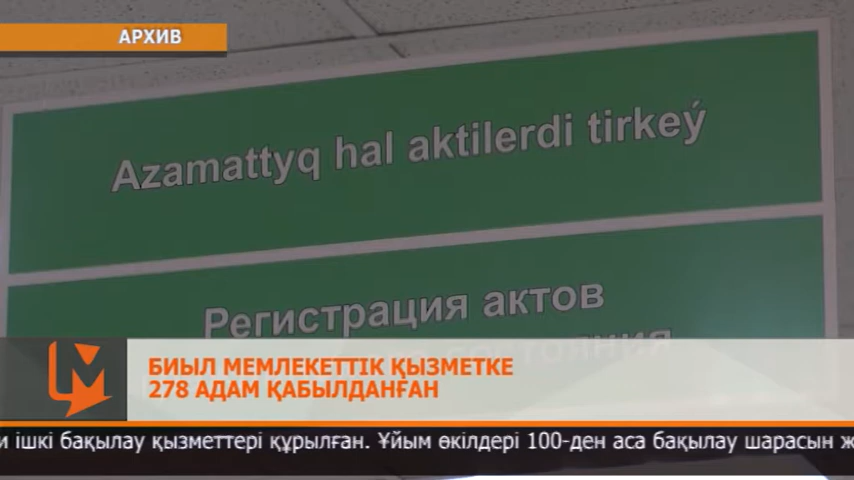 АРХИВ
Azamattyq hal aktilerdi tirkeý
Регистрация актов
состояния
БИЫЛ МЕМЛЕКЕТТІК ҚЫЗМЕТКЕ
278 АДАМ ҚАБЫЛДАНҒАН
и ішкі бақылау қызметтері құрылған. Ұйым өкілдері 100-ден аса бақылау шарасын ж